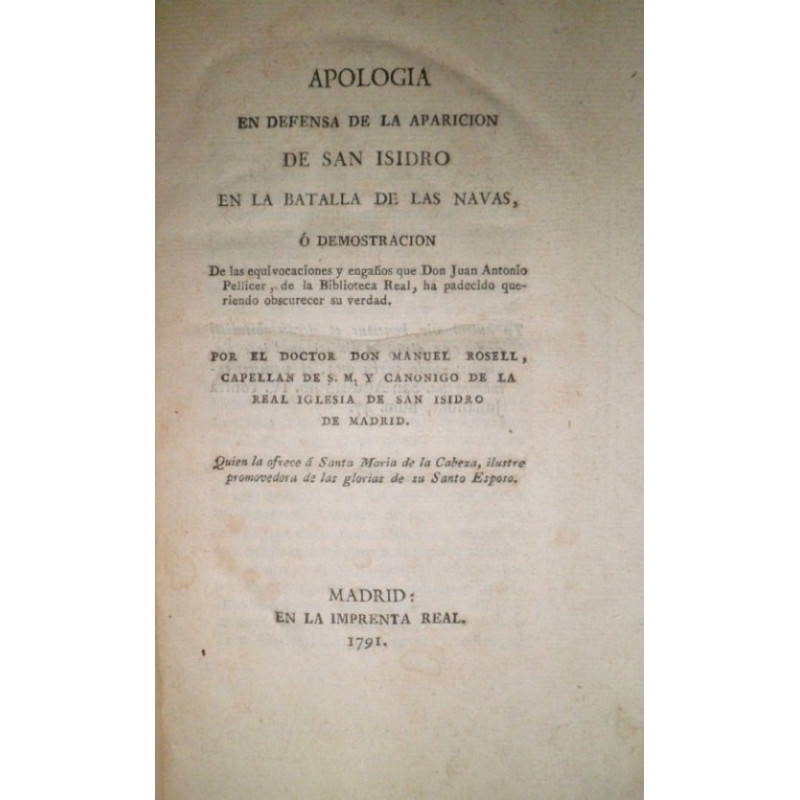 APOLOGIA
EN DEFENSA DE LA APARICION
DE SAN ISIDRO
EN LA BATALLA DE LAS NAVAS,
Ó DEMOSTRACION
De las equivocaciones y engaños que Don Juan Antonio
Pellicer, de la Biblioteca Real, ha padecido que-
riendo obscurecer su verdad.
POR EL DOCTOR DON MANUEL ROSELL,
CAPELLAN DE S. M. Y CANONIGO DE LA
REAL IGLESIA DE SAN ISIDRO
DE MADRID.
Quien la ofrece á Santa Maria de la Cabeza, ilustre
promovedora de las glorias de su Santo Esposo.
MADRID:
EN LA IMPRENTA REAL.
1791.